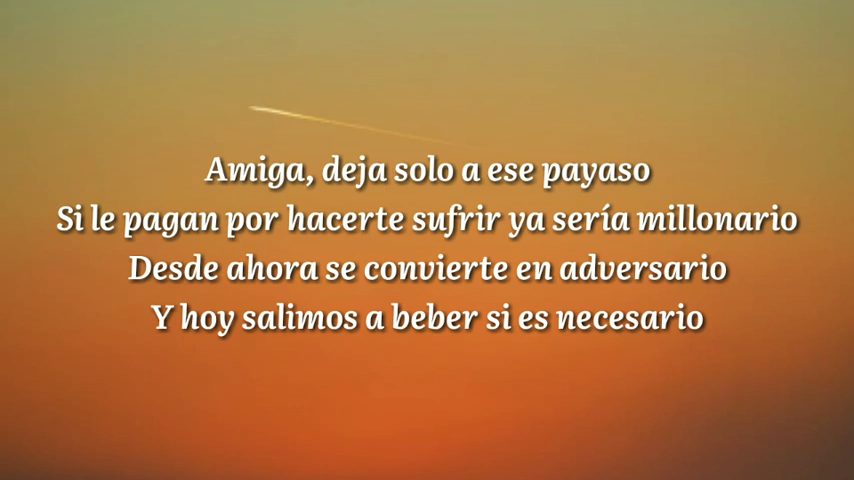 Amiga, deja solo a ese payaso
Si le pagan por hacerte sufrir ya sería millonario
Desde ahora se convierte en adversario
Y hoy salimos a beber si es necesario